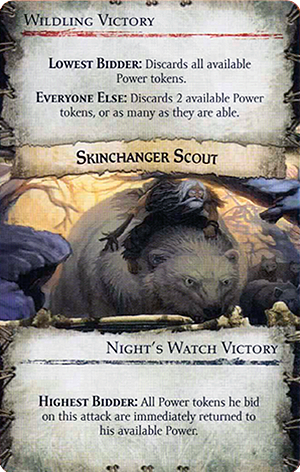 Wildling Victory
Lowest Bidder: Discards all available
Power tokens.
Everyone Else: Discards 2 available Power
tokens, or as many as they are able.
Skinchanger Scout
Night's Watch Victory
Highest Bidder: All Power tokens he bid
on this attack are immediately returned to
his available Power.